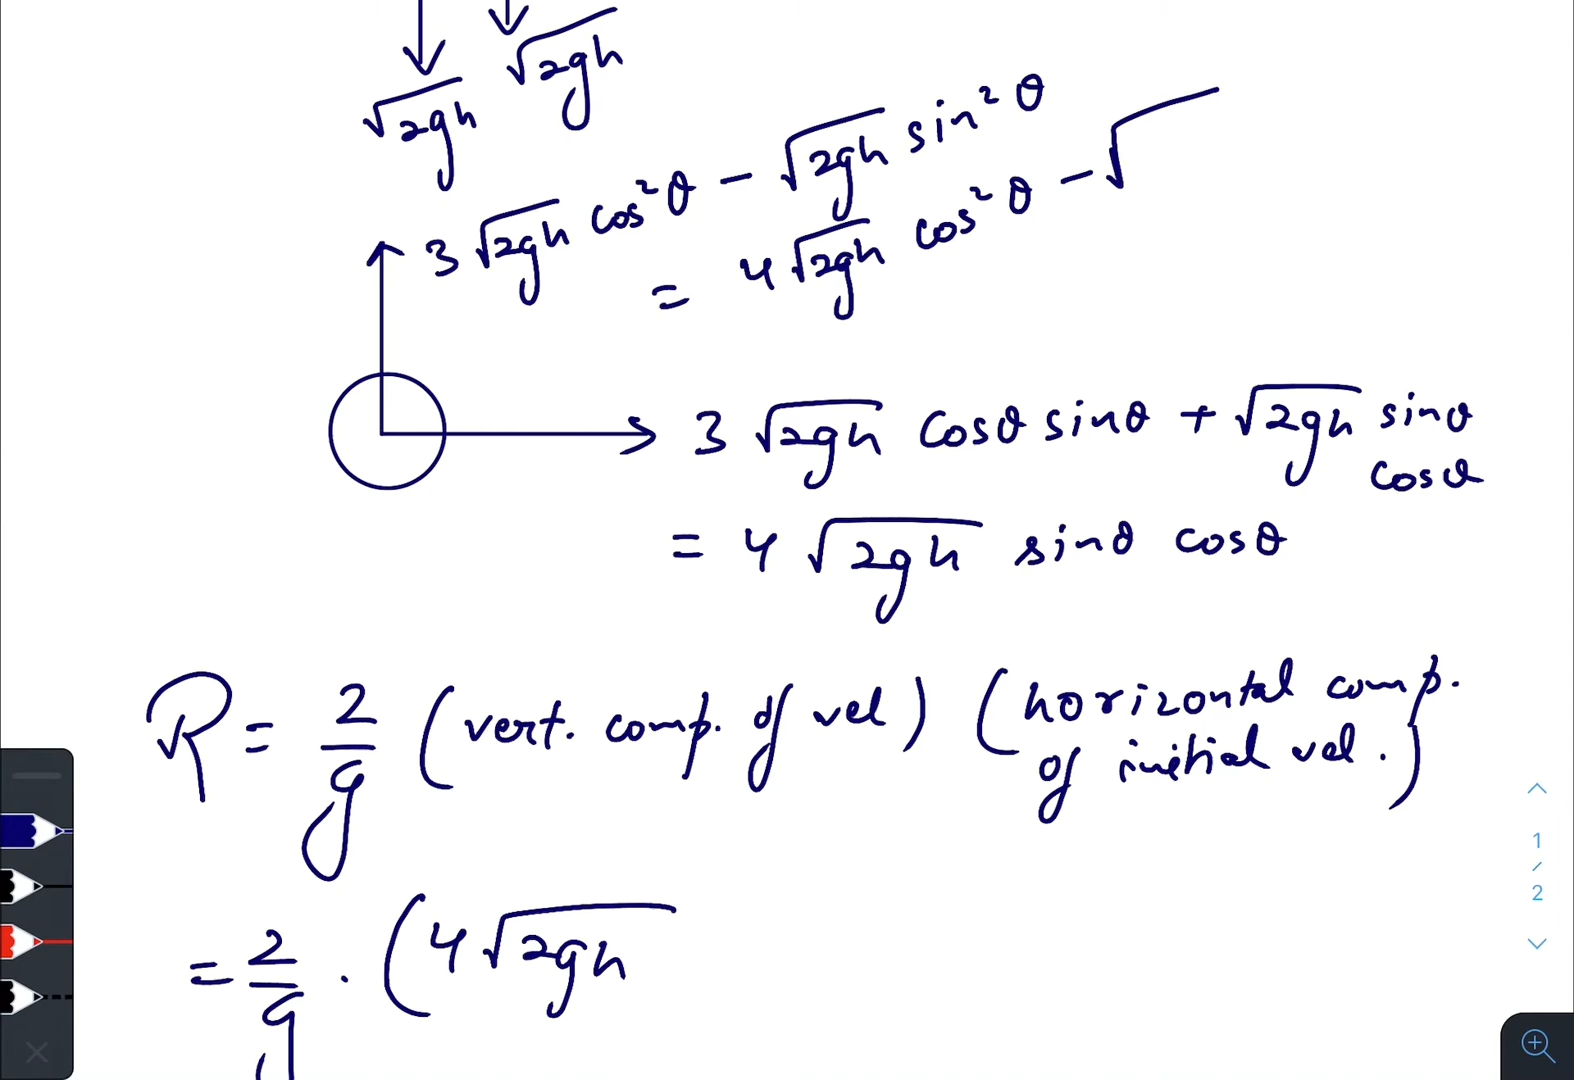 √2gh √2gh
3 √2gh cos²θ − √2gh sin²θ
= 4 √2gh cos²θ − √
3 √2gh cosθ sinθ + √2gh sinθ
cosθ
= 4 √2gh sinθ cosθ
R = 2/g (vert. comp. of vel) (horizontal comp.
of initial vel.)
= 2/g · (4 √2gh
1
/
2